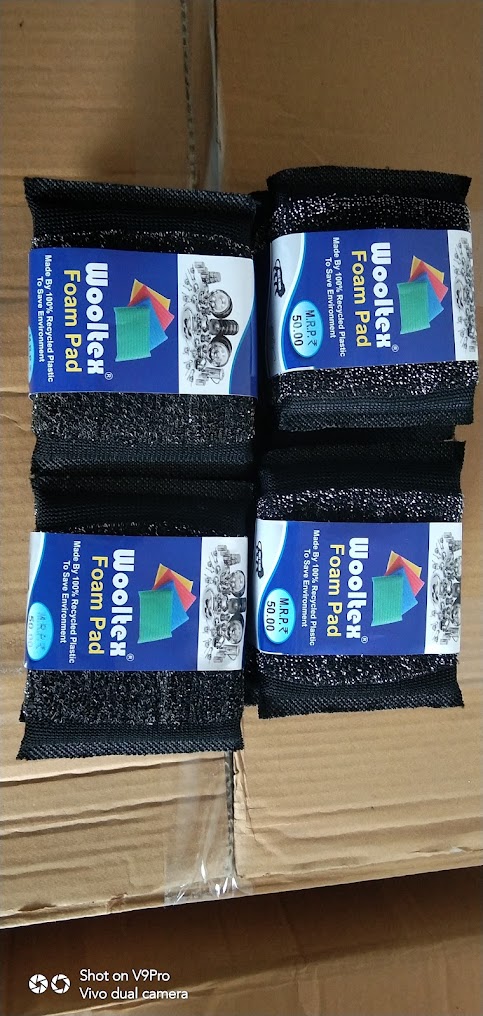 Wooltex®
Foam Pad
Made By 100% Recycled Plastic
To Save Environment
Wooltex®
Foam Pad
Made By 100% Recycled Plastic
To Save Environment
M.R.P.₹
50.00
Wooltex®
Foam Pad
Made By 100% Recycled Plastic
To Save Environment
M.R.P.₹
50.00
Wooltex®
Foam Pad
Made By 100% Recycled Plastic
To Save Environment
M.R.P.₹
50.00
Shot on V9Pro
Vivo dual camera